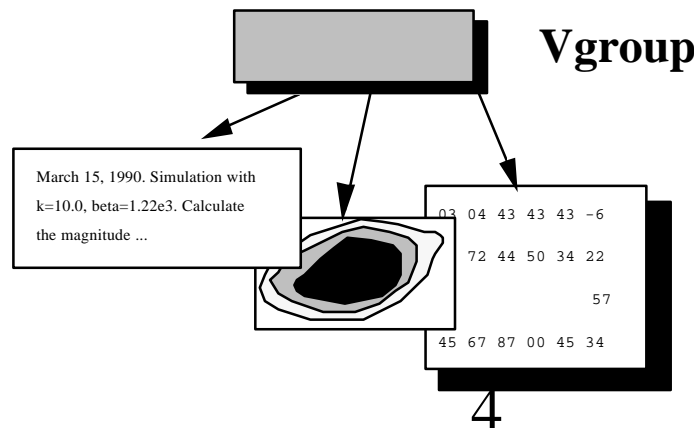 Vgroup
March 15, 1990. Simulation with
k=10.0, beta=1.22e3. Calculate
the magnitude ...
03 04 43 43 43 -6
72 44 50 34 22
57
45 67 87 00 45 34
4